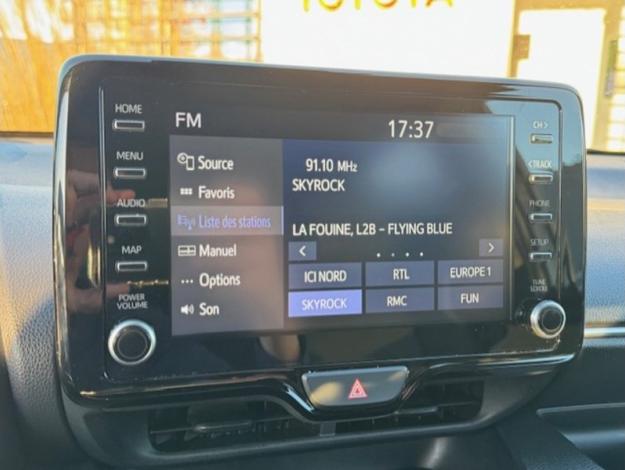 TOYOTA
HOME
MENU
AUDIO
MAP
POWER
VOLUME
FM
17:37
Source
Favoris
Liste des stations
Manuel
Options
Son
91.10 MHz
SKYROCK
LA FOUINE, L2B - FLYING BLUE
<
>
ICI NORD
RTL
EUROPE 1
SKYROCK
RMC
FUN
CH>
<TRACK
PHONE
SETUP
TUNE
SCROLL